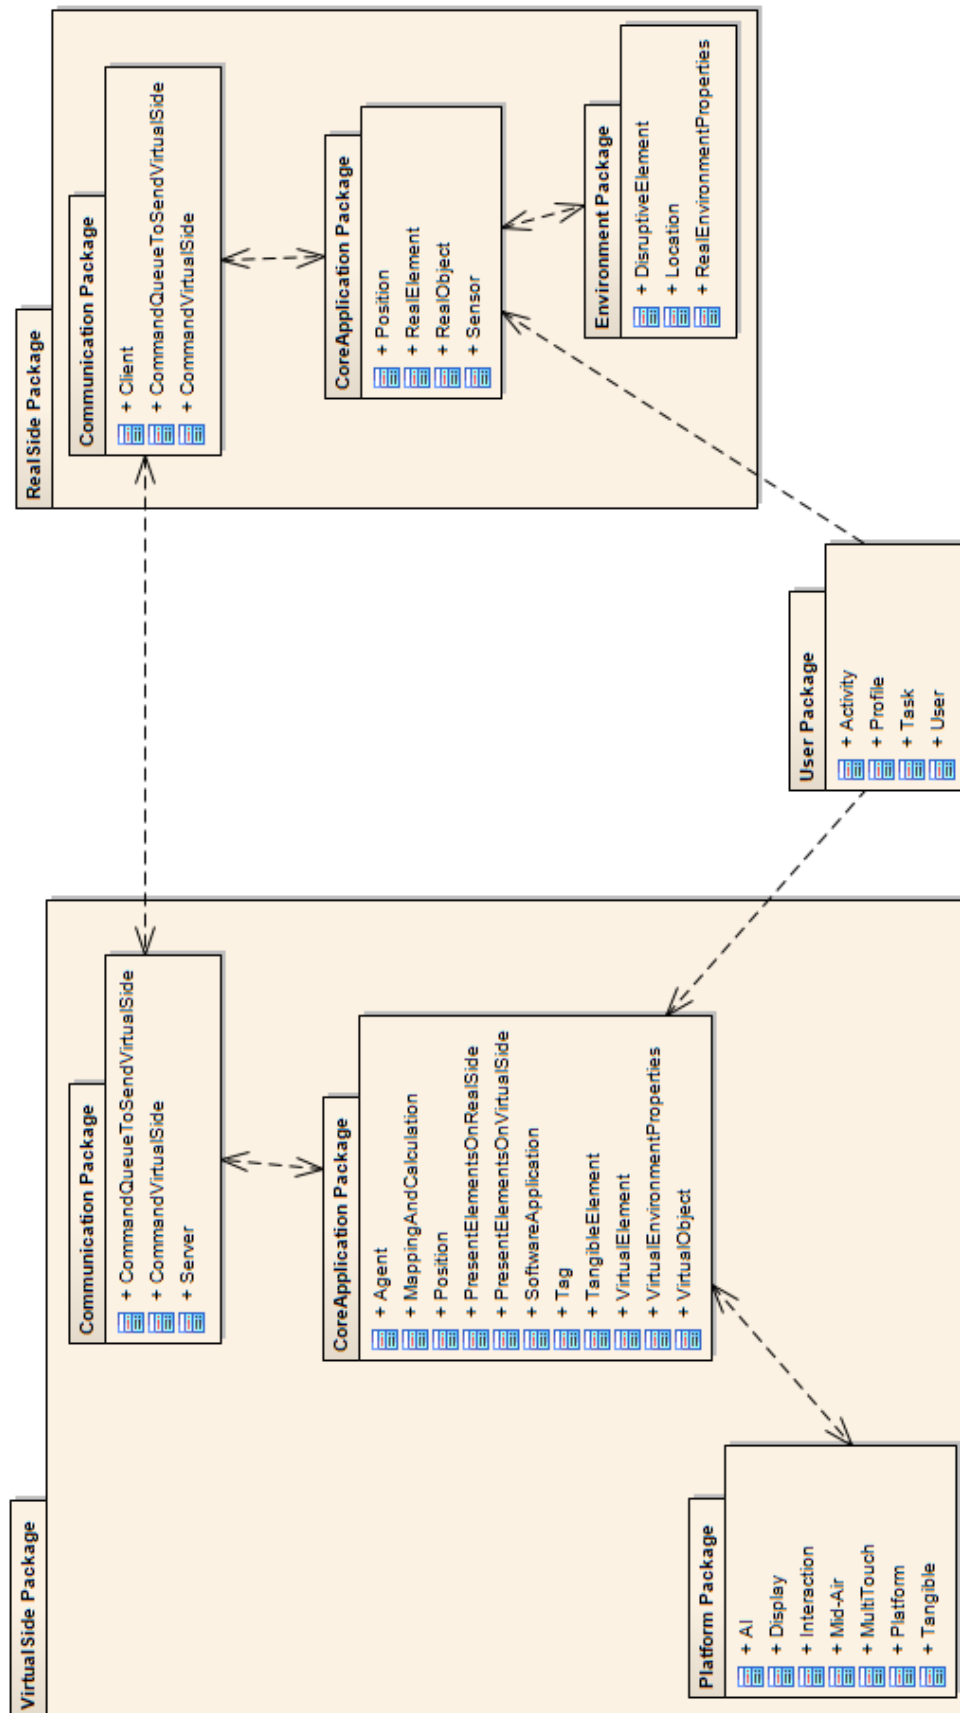 VirtualSide Package
Communication Package
+ CommandQueueToSendVirtualSide
+ CommandVirtualSide
+ Server
CoreApplication Package
+ Agent
+ MappingAndCalculation
+ Position
+ PresentElementsOnRealSide
+ PresentElementsOnVirtualSide
+ SoftwareApplication
+ Tag
+ TangibleElement
+ VirtualElement
+ VirtualEnvironmentProperties
+ VirtualObject
Platform Package
+ AI
+ Display
+ Interaction
+ Mid-Air
+ MultiTouch
+ Platform
+ Tangible
User Package
+ Activity
+ Profile
+ Task
+ User
RealSide Package
Communication Package
+ Client
+ CommandQueueToSendVirtualSide
+ CommandVirtualSide
CoreApplication Package
+ Position
+ RealElement
+ RealObject
+ Sensor
Environment Package
+ DisruptiveElement
+ Location
+ RealEnvironmentProperties